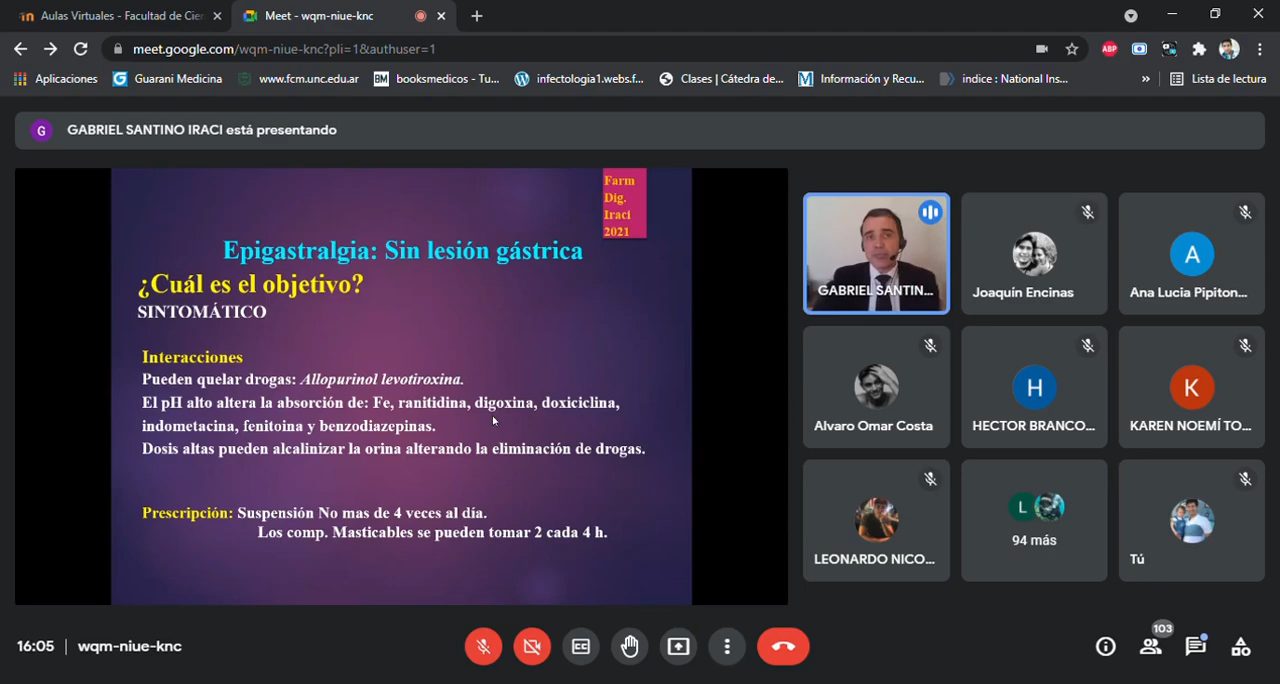 Aulas Virtuales - Facultad de Cier
Meet - wqm-niue-knc
meet.google.com/wqm-niue-knc?pli=1&authuser=1
ABP
Aplicaciones
Guarani Medicina
www.fcm.unc.edu.ar
BM booksmedicos - Tu...
infectologia1.webs.f...
Clases | Cátedra de...
M Información y Recu...
indice : National Ins...
»
Lista de lectura
G GABRIEL SANTINO IRACI está presentando
Farm
Dig.
Iraci
2021
Epigastralgia: Sin lesión gástrica
¿Cuál es el objetivo?
SINTOMÁTICO
Interacciones
Pueden quelar drogas: Allopurinol levotiroxina.
El pH alto altera la absorción de: Fe, ranitidina, digoxina, doxiciclina,
indometacina, fenitoina y benzodiazepinas.
Dosis altas pueden alcalinizar la orina alterando la eliminación de drogas.
Prescripción: Suspensión No mas de 4 veces al día.
Los comp. Masticables se pueden tomar 2 cada 4 h.
GABRIEL SANTIN...
Joaquín Encinas
A
Ana Lucia Pipiton...
Alvaro Omar Costa
H
HECTOR BRANCO...
K
KAREN NOEMÍ TO...
LEONARDO NICO...
L
94 más
Tú
16:05 | wqm-niue-knc
CC
103